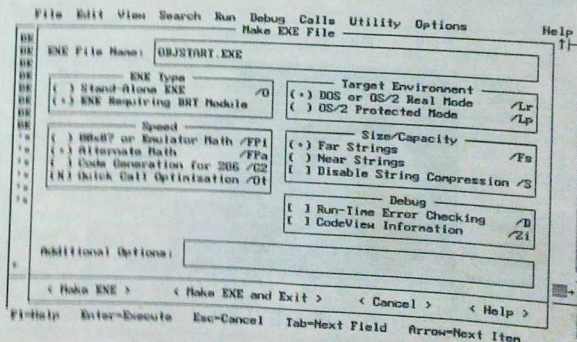 File Edit View Search Run Debug Calls Utility Options Help
Make EXE File
EXE File Name: OBJSTART.EXE
EXE Type
( ) Stand-Alone EXE /O
(•) EXE Requiring BRT Module
Target Environment
(•) DOS or OS/2 Real Mode /Lr
( ) OS/2 Protected Mode /Lp
Speed
( ) 80x87 or Emulator Math /FPi
(•) Alternate Math /FPa
[ ] Code Generation for 286 /G2
[X] Quick Call Optimization /Ot
Size/Capacity
(•) Far Strings /Fs
( ) Near Strings
[ ] Disable String Compression /S
Debug
[ ] Run-Time Error Checking /D
[ ] CodeView Information /Zi
Additional Options:
< Make EXE > < Make EXE and Exit > < Cancel > < Help >
F1=Help Enter=Execute Esc=Cancel Tab=Next Field Arrow=Next Item